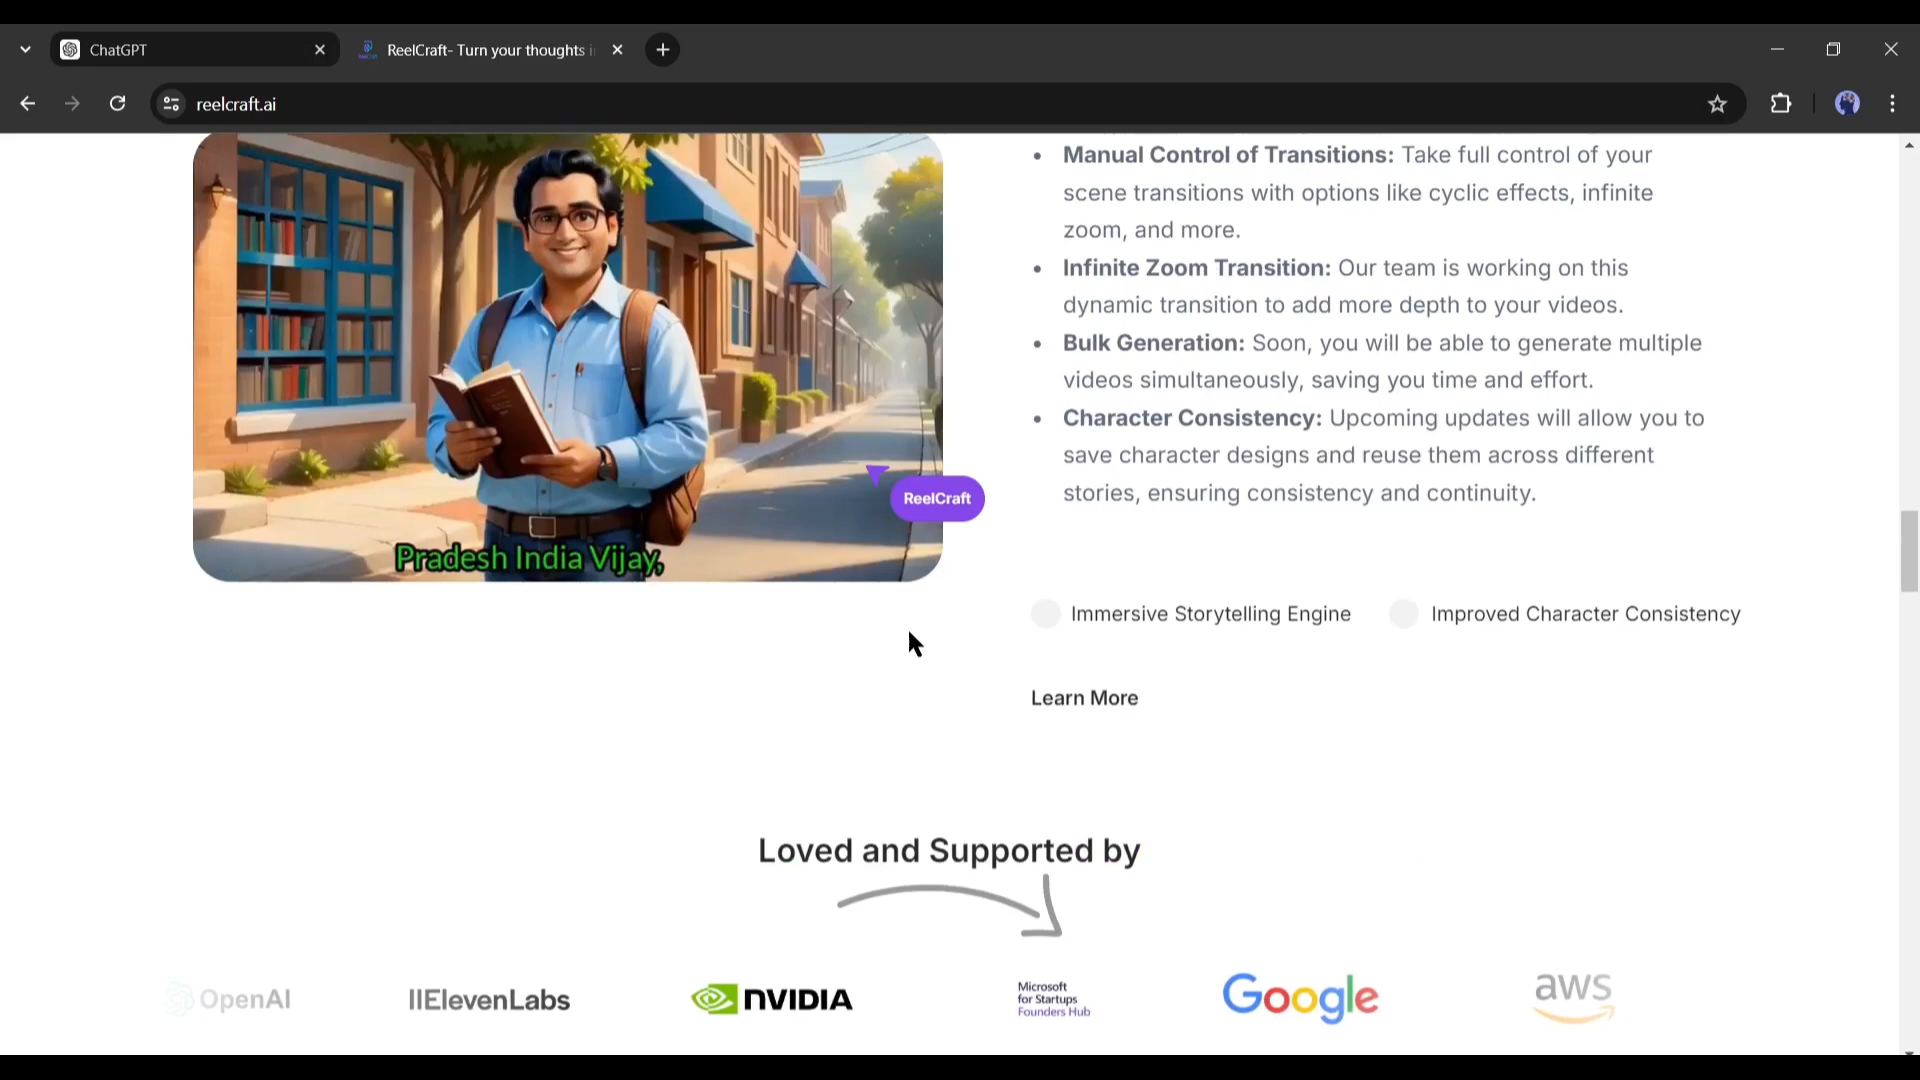 ChatGPT
ReelCraft- Turn your thoughts i
reelcraft.ai
Manual Control of Transitions: Take full control of your
scene transitions with options like cyclic effects, infinite
zoom, and more.
Infinite Zoom Transition: Our team is working on this
dynamic transition to add more depth to your videos.
Bulk Generation: Soon, you will be able to generate multiple
videos simultaneously, saving you time and effort.
Character Consistency: Upcoming updates will allow you to
save character designs and reuse them across different
stories, ensuring consistency and continuity.
ReelCraft
Pradesh India Vijay,
Immersive Storytelling Engine
Improved Character Consistency
Learn More
Loved and Supported by
OpenAI
IIElevenLabs
NVIDIA
Microsoft
for Startups
Founders Hub
Google
aws